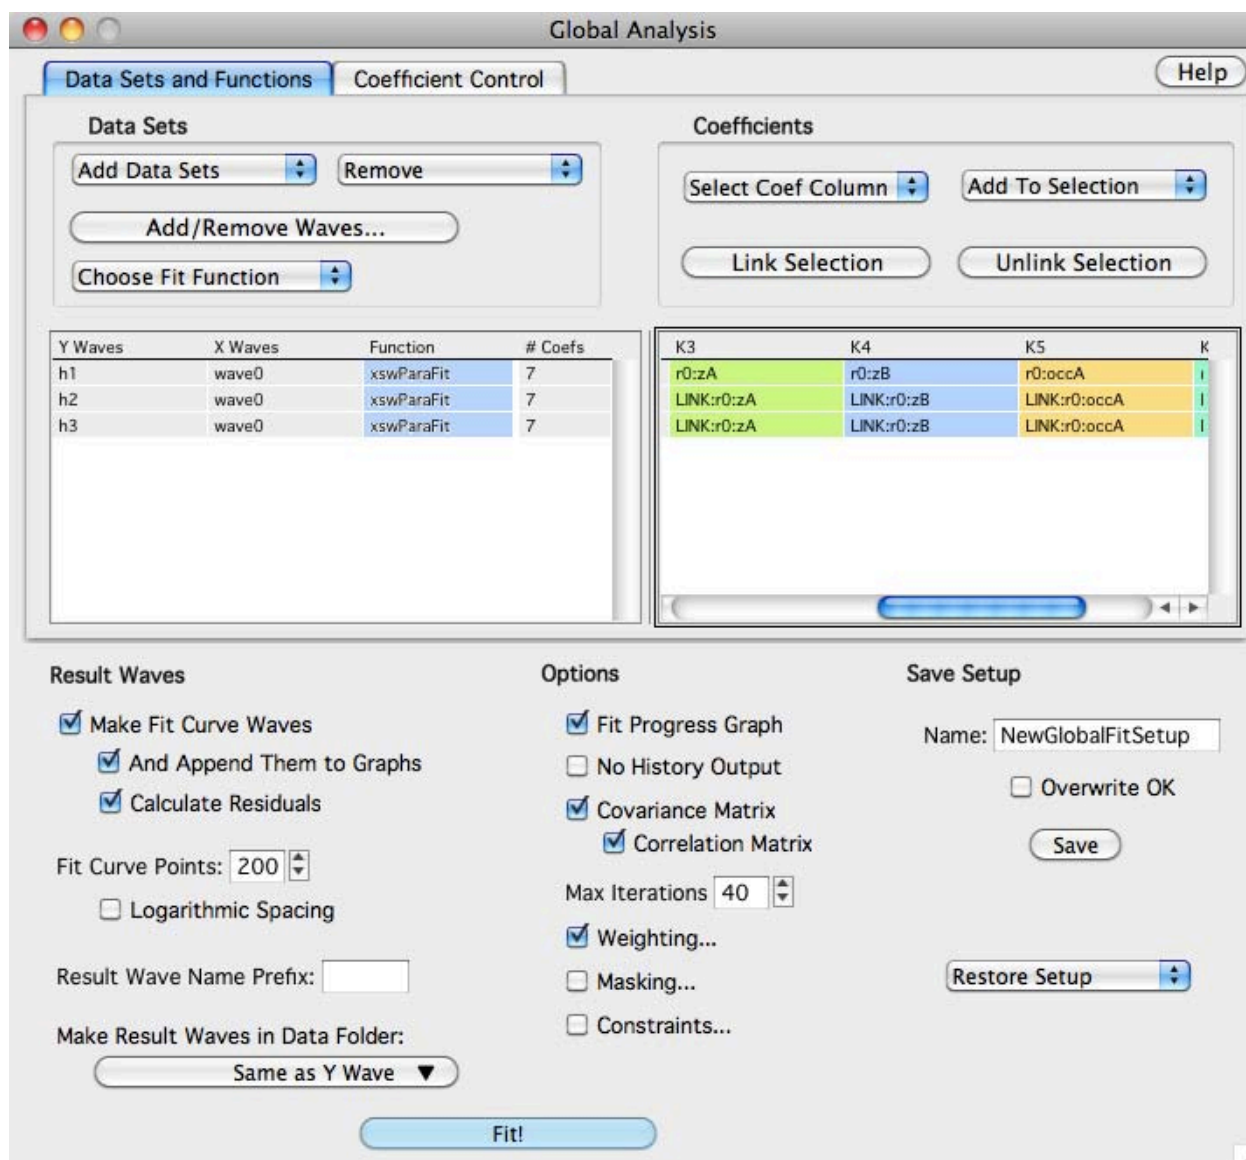 Global Analysis
Data Sets and Functions
Coefficient Control
Help
Data Sets
Add Data Sets
Remove
Add/Remove Waves...
Choose Fit Function
Coefficients
Select Coef Column
Add To Selection
Link Selection
Unlink Selection
Y Waves X Waves Function # Coefs
h1 wave0 xswParaFit 7
h2 wave0 xswParaFit 7
h3 wave0 xswParaFit 7
K3 K4 K5 K
r0:zA r0:zB r0:occA
LINK:r0:zA LINK:r0:zB LINK:r0:occA
LINK:r0:zA LINK:r0:zB LINK:r0:occA
Result Waves
Make Fit Curve Waves
And Append Them to Graphs
Calculate Residuals
Fit Curve Points: 200
Logarithmic Spacing
Result Wave Name Prefix:
Make Result Waves in Data Folder:
Same as Y Wave ▼
Options
Fit Progress Graph
No History Output
Covariance Matrix
Correlation Matrix
Max Iterations 40
Weighting...
Masking...
Constraints...
Save Setup
Name: NewGlobalFitSetup
Overwrite OK
Save
Restore Setup
Fit!